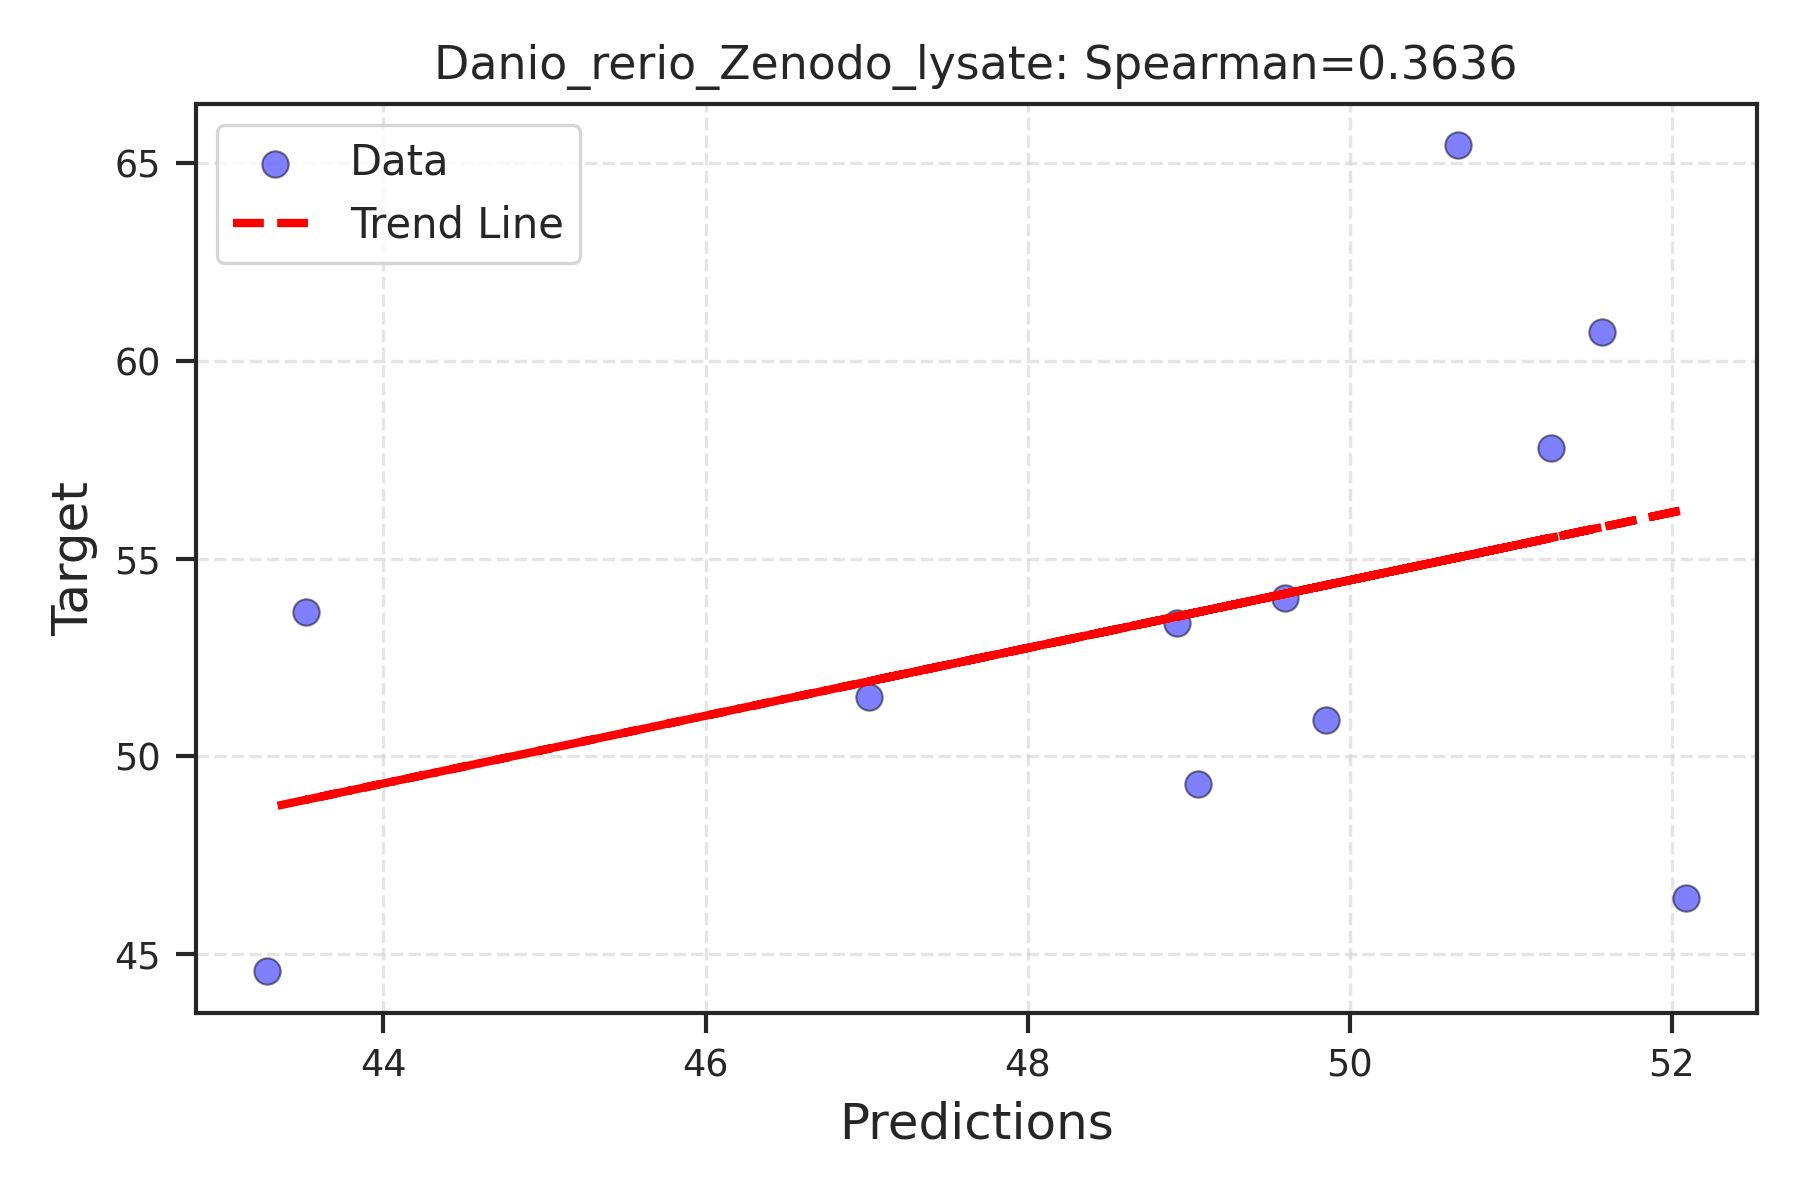 Danio_rerio_Zenodo_lysate: Spearman=0.3636
Data
Trend Line
65
60
55
50
45
Target
44 46 48 50 52
Predictions